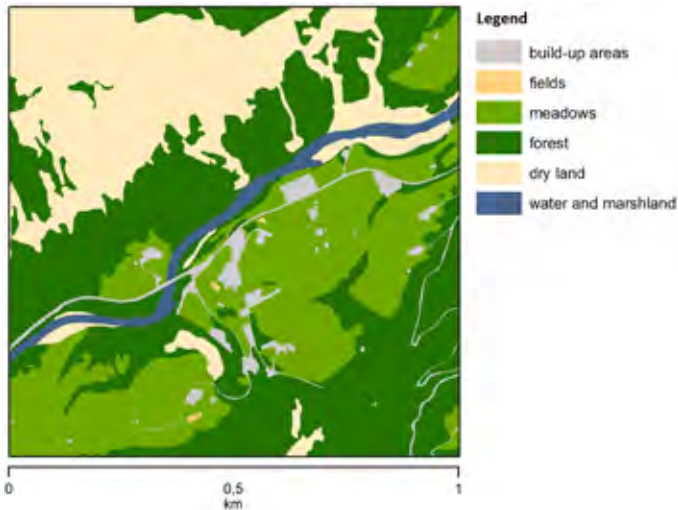 Legend
build-up areas
fields
meadows
forest
dry land
water and marshland
0 0,5 1
km